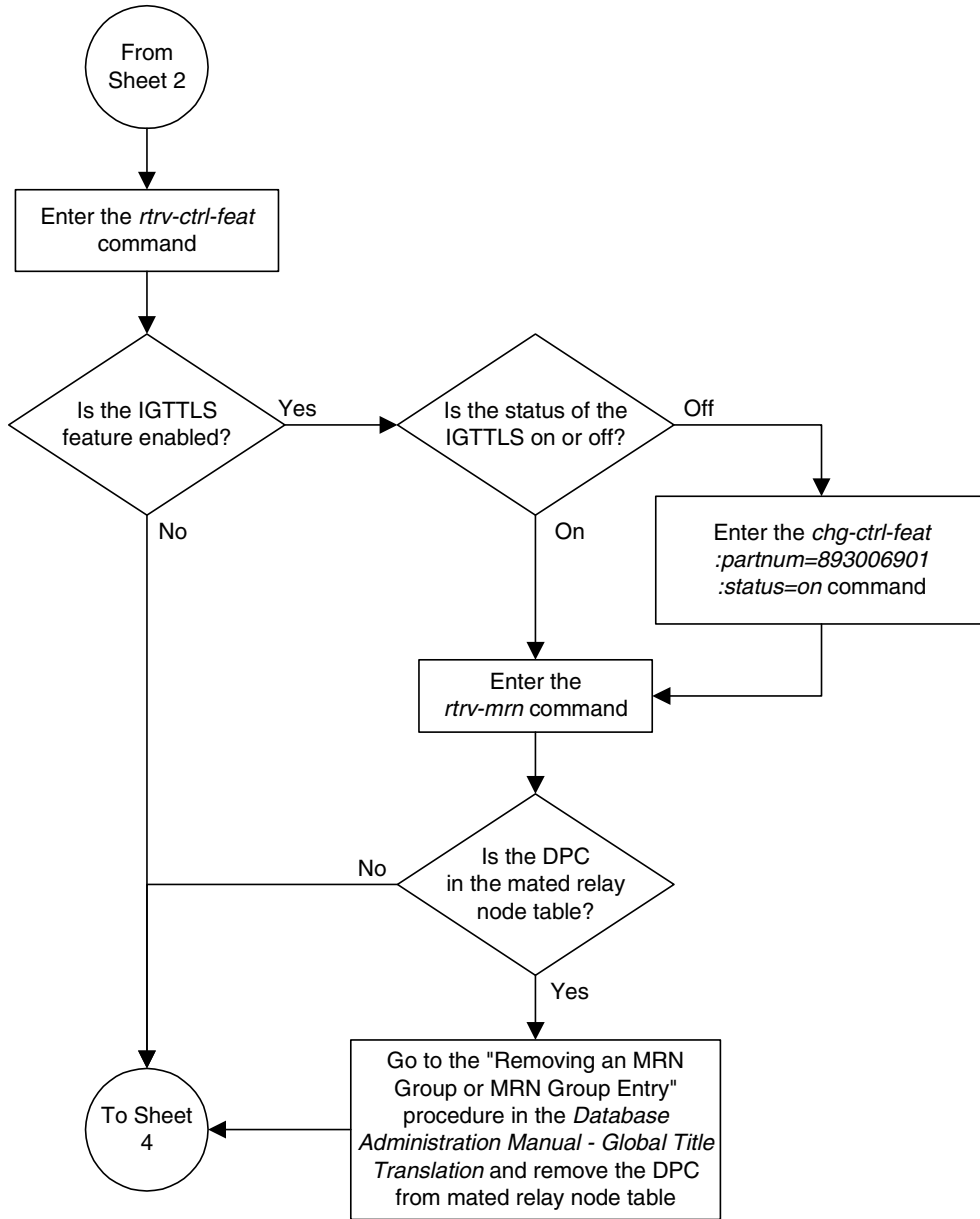 From
Sheet 2
Enter the rtrv-ctrl-feat
command
Is the IGTTLS
feature enabled?
Yes
No
Is the status of the
IGTTLS on or off?
Off
On
Enter the chg-ctrl-feat
:partnum=893006901
:status=on command
Enter the
rtrv-mrn command
Is the DPC
in the mated relay
node table?
No
Yes
Go to the "Removing an MRN
Group or MRN Group Entry"
procedure in the Database
Administration Manual - Global Title
Translation and remove the DPC
from mated relay node table
To Sheet
4